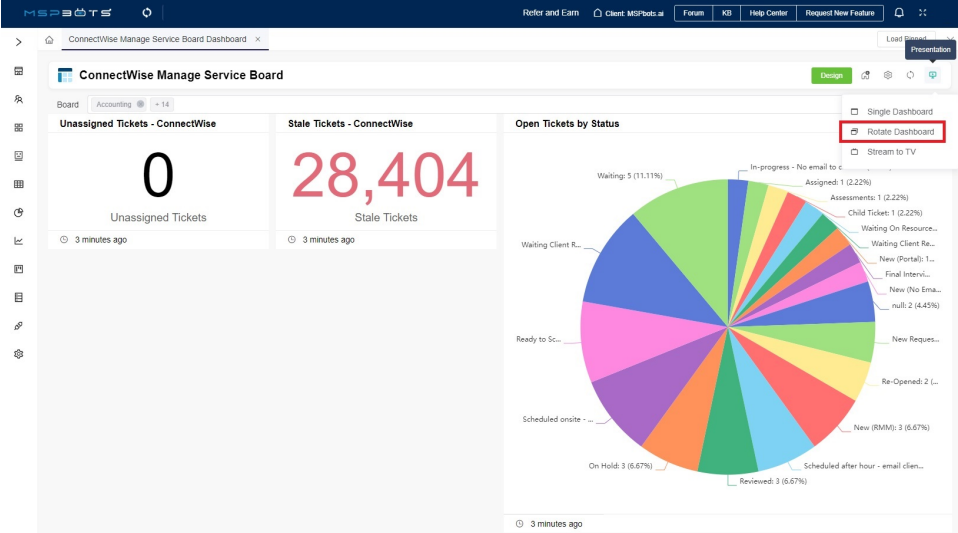 MSPBOTS
Refer and Earn
Client: MSPbots.ai
Forum
KB
Help Center
Request New Feature
ConnectWise Manage Service Board Dashboard ×
Load Pinned
Presentation
ConnectWise Manage Service Board
Design
Board
Accounting
+ 14
Single Dashboard
Rotate Dashboard
Stream to TV
Unassigned Tickets - ConnectWise
0
Unassigned Tickets
3 minutes ago
Stale Tickets - ConnectWise
28,404
Stale Tickets
3 minutes ago
Open Tickets by Status
In-progress - No email to
Assigned: 1 (2.22%)
Assessments: 1 (2.22%)
Child Ticket: 1 (2.22%)
Waiting On Resource...
Waiting Client Re...
New (Portal): 1...
Final Intervi...
New (No Ema...
null: 2 (4.45%)
New Reques...
Re-Opened: 2 (...
New (RMM): 3 (6.67%)
Scheduled after hour - email clien...
Reviewed: 3 (6.67%)
On Hold: 3 (6.67%)
Scheduled onsite - ...
Ready to Sc...
Waiting Client R...
Waiting: 5 (11.11%)
3 minutes ago